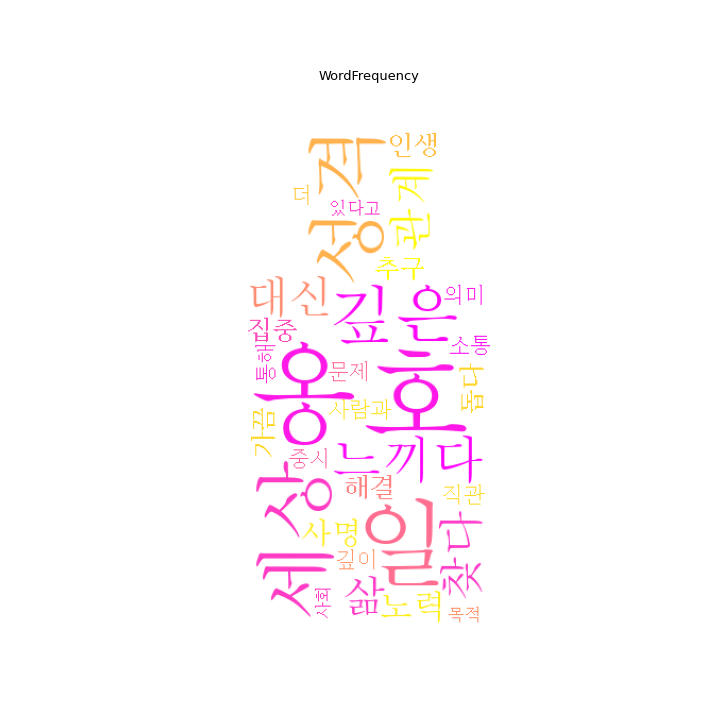 WordFrequency
성격
인생
더
있다고
관계
추구
대신
깊은
의미
집중
통해
옹호
소통
문제
돕다
사람과
가끔
느끼다
중시
세상
해결
직관
일
사명
찾다
깊이
사회
삶
노력
목적